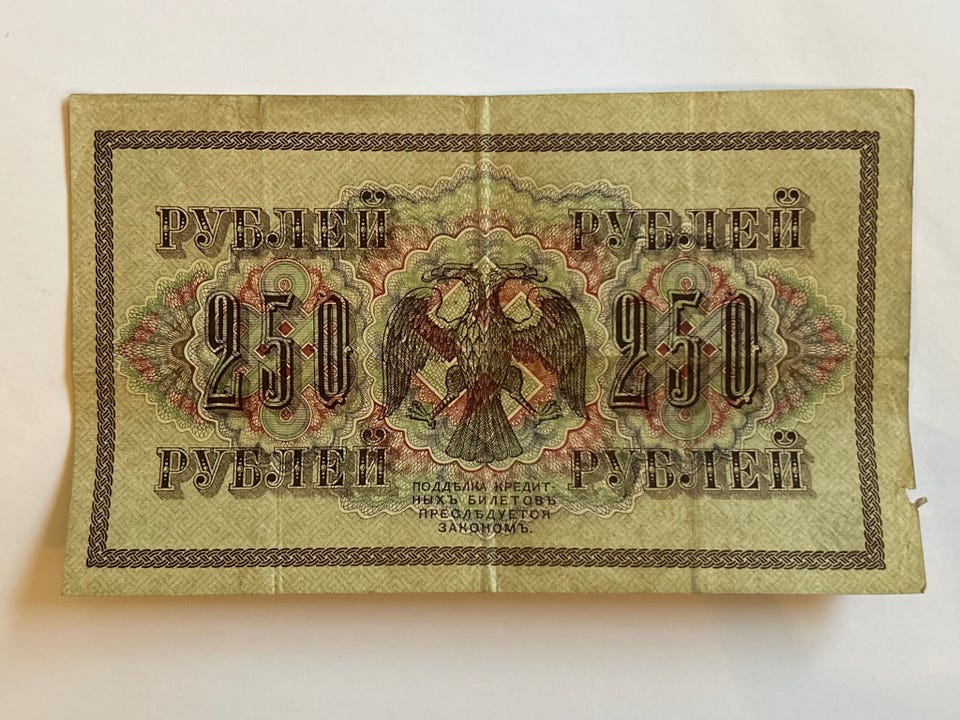 РУБЛЕЙ РУБЛЕЙ
250 250
РУБЛЕЙ РУБЛЕЙ
ПОДДѢЛКА КРЕДИТ-
НЫХЪ БИЛЕТОВЪ
ПРЕСЛѢДУЕТСЯ
ЗАКОНОМЪ.